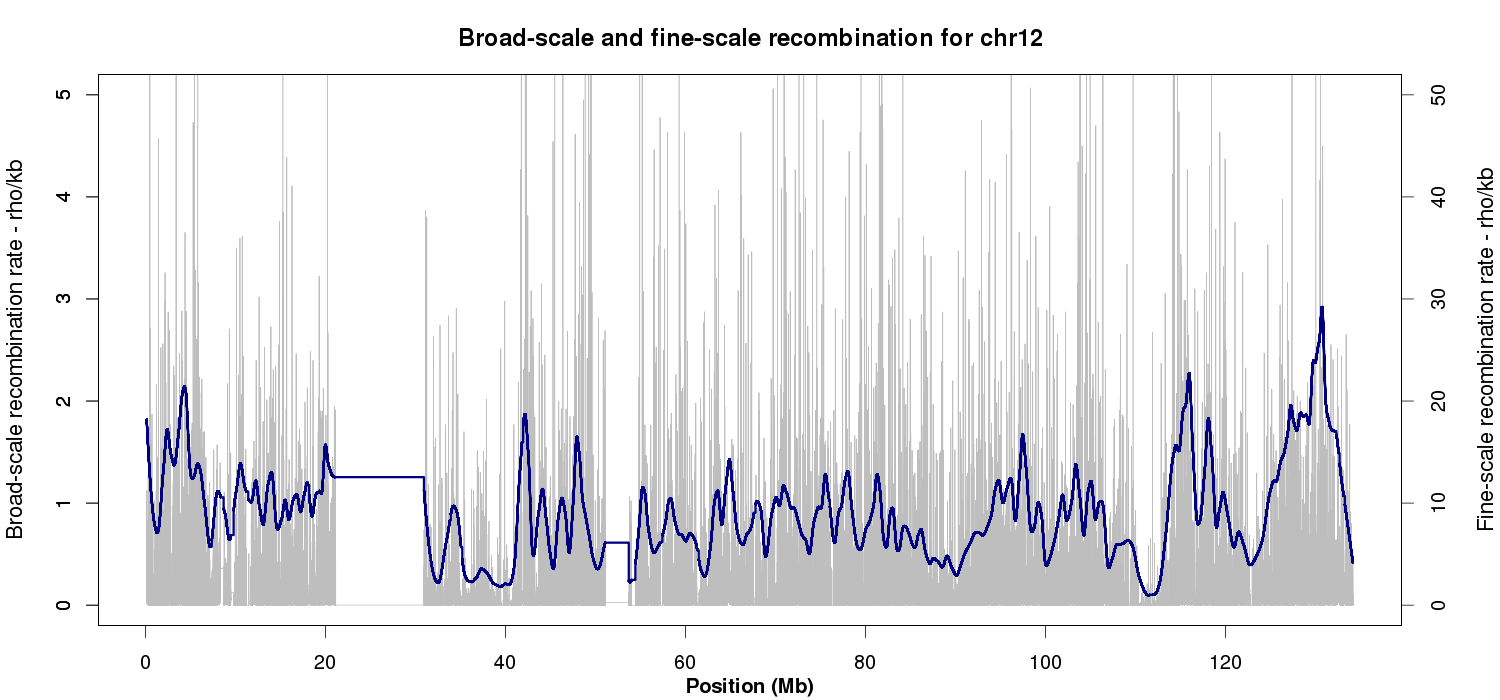 Broad-scale and fine-scale recombination for chr12
Broad-scale recombination rate - rho/kb
5
4
3
2
1
0
50
40
30
20
10
0
Fine-scale recombination rate - rho/kb
0 20 40 60 80 100 120
Position (Mb)